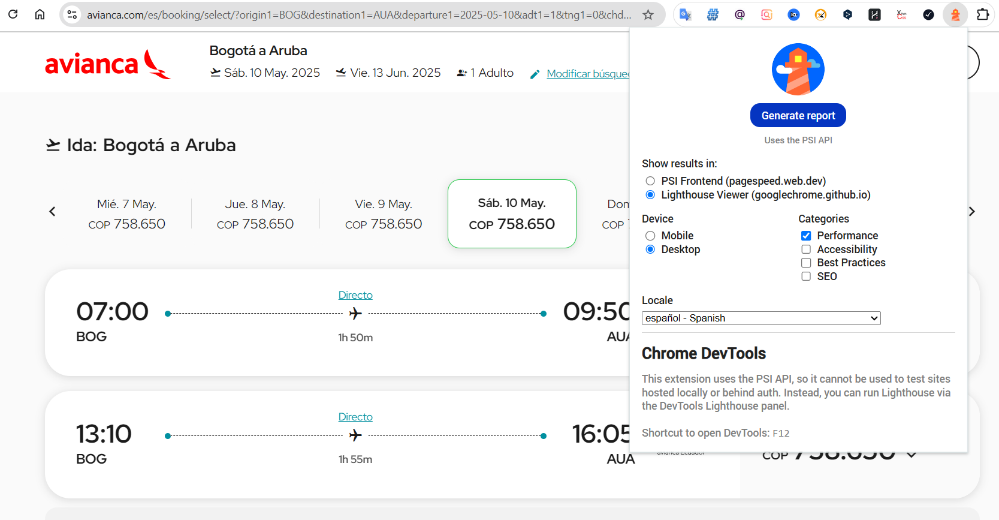 avianca.com/es/booking/select/?origin1=BOG&destination1=AUA&departure1=2025-05-10&adt1=1&tng1=0&chd...
avianca
Bogotá a Aruba
Sáb. 10 May. 2025 Vie. 13 Jun. 2025 1 Adulto Modificar búsqued
Ida: Bogotá a Aruba
Mié. 7 May.
COP 758.650
Jue. 8 May.
COP 758.650
Vie. 9 May.
COP 758.650
Sáb. 10 May.
COP 758.650
Dom
COP
07:00
BOG
Directo
1h 50m
09:50
AUA
13:10
BOG
Directo
1h 55m
16:05
AUA
avianca Ecuador
COP 758.650
Generate report
Uses the PSI API
Show results in:
PSI Frontend (pagespeed.web.dev)
Lighthouse Viewer (googlechrome.github.io)
Device
Mobile
Desktop
Categories
Performance
Accessibility
Best Practices
SEO
Locale
español - Spanish
Chrome DevTools
This extension uses the PSI API, so it cannot be used to test sites
hosted locally or behind auth. Instead, you can run Lighthouse via
the DevTools Lighthouse panel.
Shortcut to open DevTools: F12